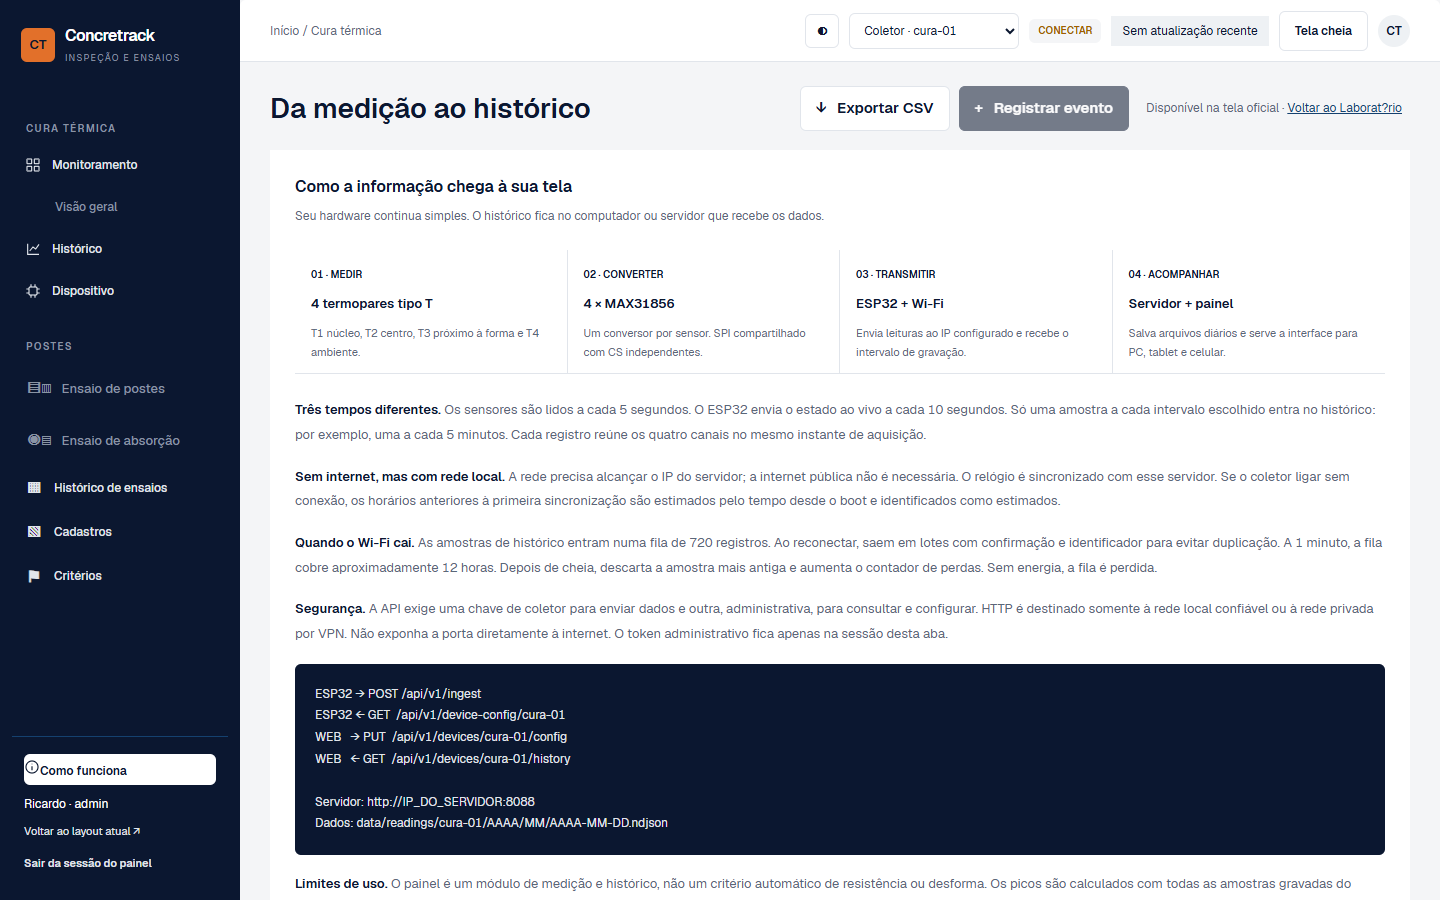 CT
Concretrack
INSPEÇÃO E ENSAIOS
CURA TÉRMICA
Monitoramento
Visão geral
Histórico
Dispositivo
POSTES
Ensaio de postes
Ensaio de absorção
Histórico de ensaios
Cadastros
Critérios
Como funciona
Ricardo · admin
Voltar ao layout atual ↗
Sair da sessão do painel
Início / Cura térmica
Coletor · cura-01
CONECTAR
Sem atualização recente
Tela cheia
CT
Da medição ao histórico
↓ Exportar CSV
+ Registrar evento
Disponível na tela oficial · Voltar ao Laborat?rio
Como a informação chega à sua tela
Seu hardware continua simples. O histórico fica no computador ou servidor que recebe os dados.
01 · MEDIR
4 termopares tipo T
T1 núcleo, T2 centro, T3 próximo à forma e T4
ambiente.
02 · CONVERTER
4 × MAX31856
Um conversor por sensor. SPI compartilhado
com CS independentes.
03 · TRANSMITIR
ESP32 + Wi-Fi
Envia leituras ao IP configurado e recebe o
intervalo de gravação.
04 · ACOMPANHAR
Servidor + painel
Salva arquivos diários e serve a interface para
PC, tablet e celular.
Três tempos diferentes. Os sensores são lidos a cada 5 segundos. O ESP32 envia o estado ao vivo a cada 10 segundos. Só uma amostra a cada intervalo escolhido entra no histórico:
por exemplo, uma a cada 5 minutos. Cada registro reúne os quatro canais no mesmo instante de aquisição.
Sem internet, mas com rede local. A rede precisa alcançar o IP do servidor; a internet pública não é necessária. O relógio é sincronizado com esse servidor. Se o coletor ligar sem
conexão, os horários anteriores à primeira sincronização são estimados pelo tempo desde o boot e identificados como estimados.
Quando o Wi-Fi cai. As amostras de histórico entram numa fila de 720 registros. Ao reconectar, saem em lotes com confirmação e identificador para evitar duplicação. A 1 minuto, a fila
cobre aproximadamente 12 horas. Depois de cheia, descarta a amostra mais antiga e aumenta o contador de perdas. Sem energia, a fila é perdida.
Segurança. A API exige uma chave de coletor para enviar dados e outra, administrativa, para consultar e configurar. HTTP é destinado somente à rede local confiável ou à rede privada
por VPN. Não exponha a porta diretamente à internet. O token administrativo fica apenas na sessão desta aba.
ESP32 → POST /api/v1/ingest
ESP32 ← GET /api/v1/device-config/cura-01
WEB → PUT /api/v1/devices/cura-01/config
WEB ← GET /api/v1/devices/cura-01/history
Servidor: http://IP_DO_SERVIDOR:8088
Dados: data/readings/cura-01/AAAA/MM/AAAA-MM-DD.ndjson
Limites de uso. O painel é um módulo de medição e histórico, não um critério automático de resistência ou desforma. Os picos são calculados com todas as amostras gravadas do